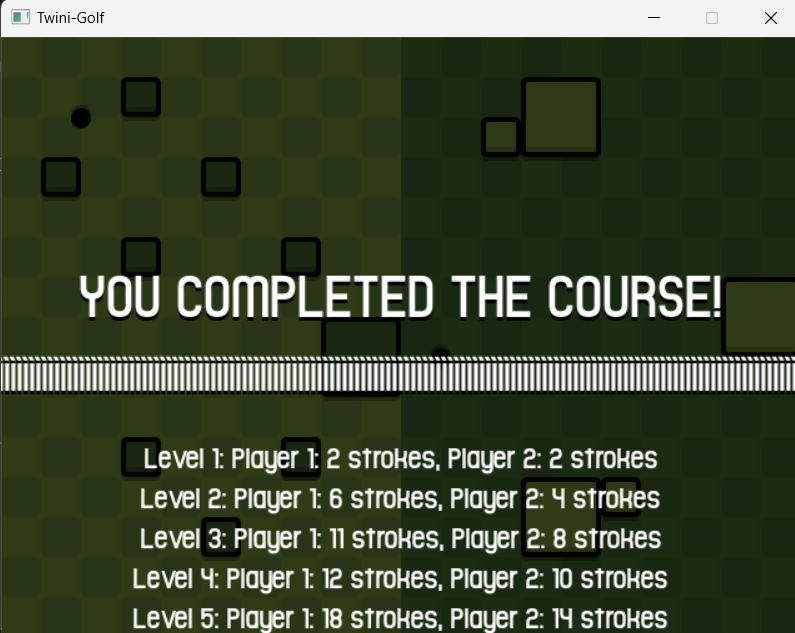 Twini-Golf
YOU COMPLETED THE COURSE!
Level 1: Player 1: 2 strokes, Player 2: 2 strokes
Level 2: Player 1: 6 strokes, Player 2: 4 strokes
Level 3: Player 1: 11 strokes, Player 2: 8 strokes
Level 4: Player 1: 12 strokes, Player 2: 10 strokes
Level 5: Player 1: 18 strokes, Player 2: 14 strokes